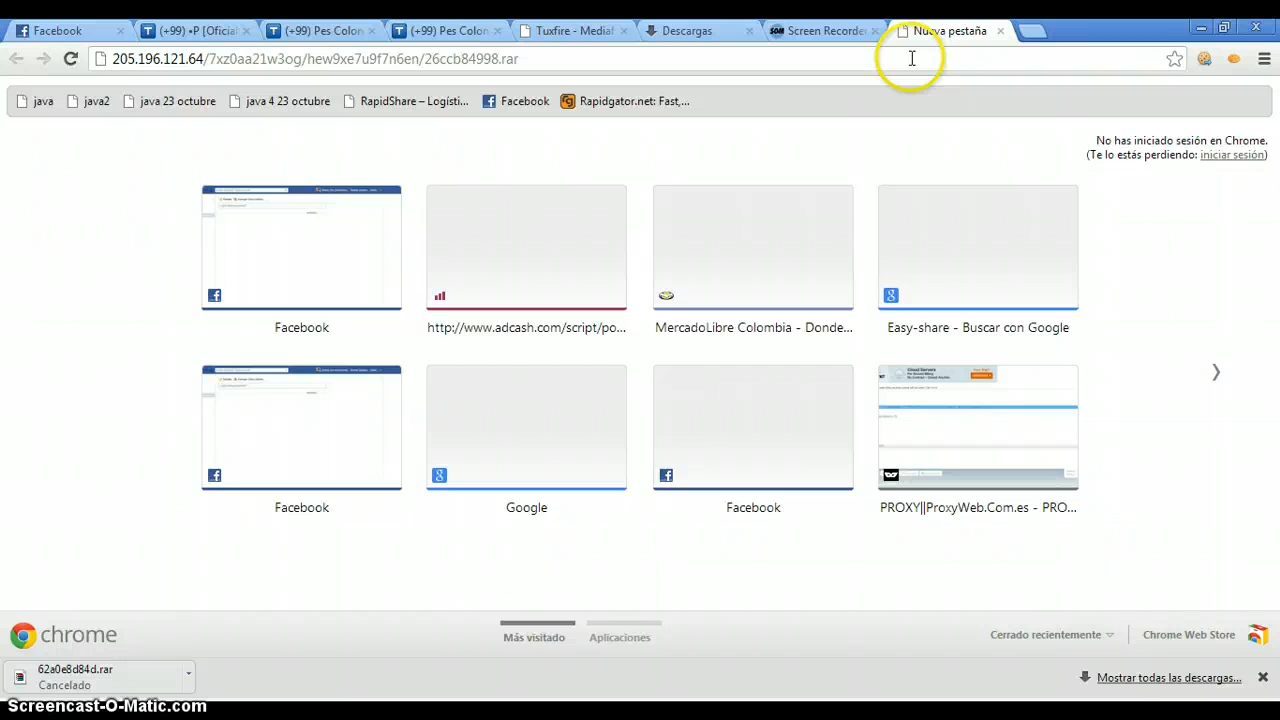 Facebook
(+99) P [Oficial
(+99) Pes Colon
(+99) Pes Color
Tuxfire - Mediaf
Descargas
Screen Recorde
Nueva pestaña
205.196.121.64/7xz0aa21w3og/hew9xe7u9f7n6en/26ccb84998.rar
java
java2
java 23 octubre
java 4 23 octubre
RapidShare – Logísti...
Facebook
Rapidgator.net: Fast,...
No has iniciado sesión en Chrome.
(Te lo estás perdiendo: iniciar sesión)
Facebook
http://www.adcash.com/script/po...
MercadoLibre Colombia - Donde...
Easy-share - Buscar con Google
Cloud Servers
Facebook
Google
Facebook
PROXY||ProxyWeb.Com.es - PRO...
chrome
Más visitado
Aplicaciones
Cerrado recientemente
Chrome Web Store
62a0e8d84d.rar
Cancelado
Mostrar todas las descargas...
Screencast-O-Matic.com